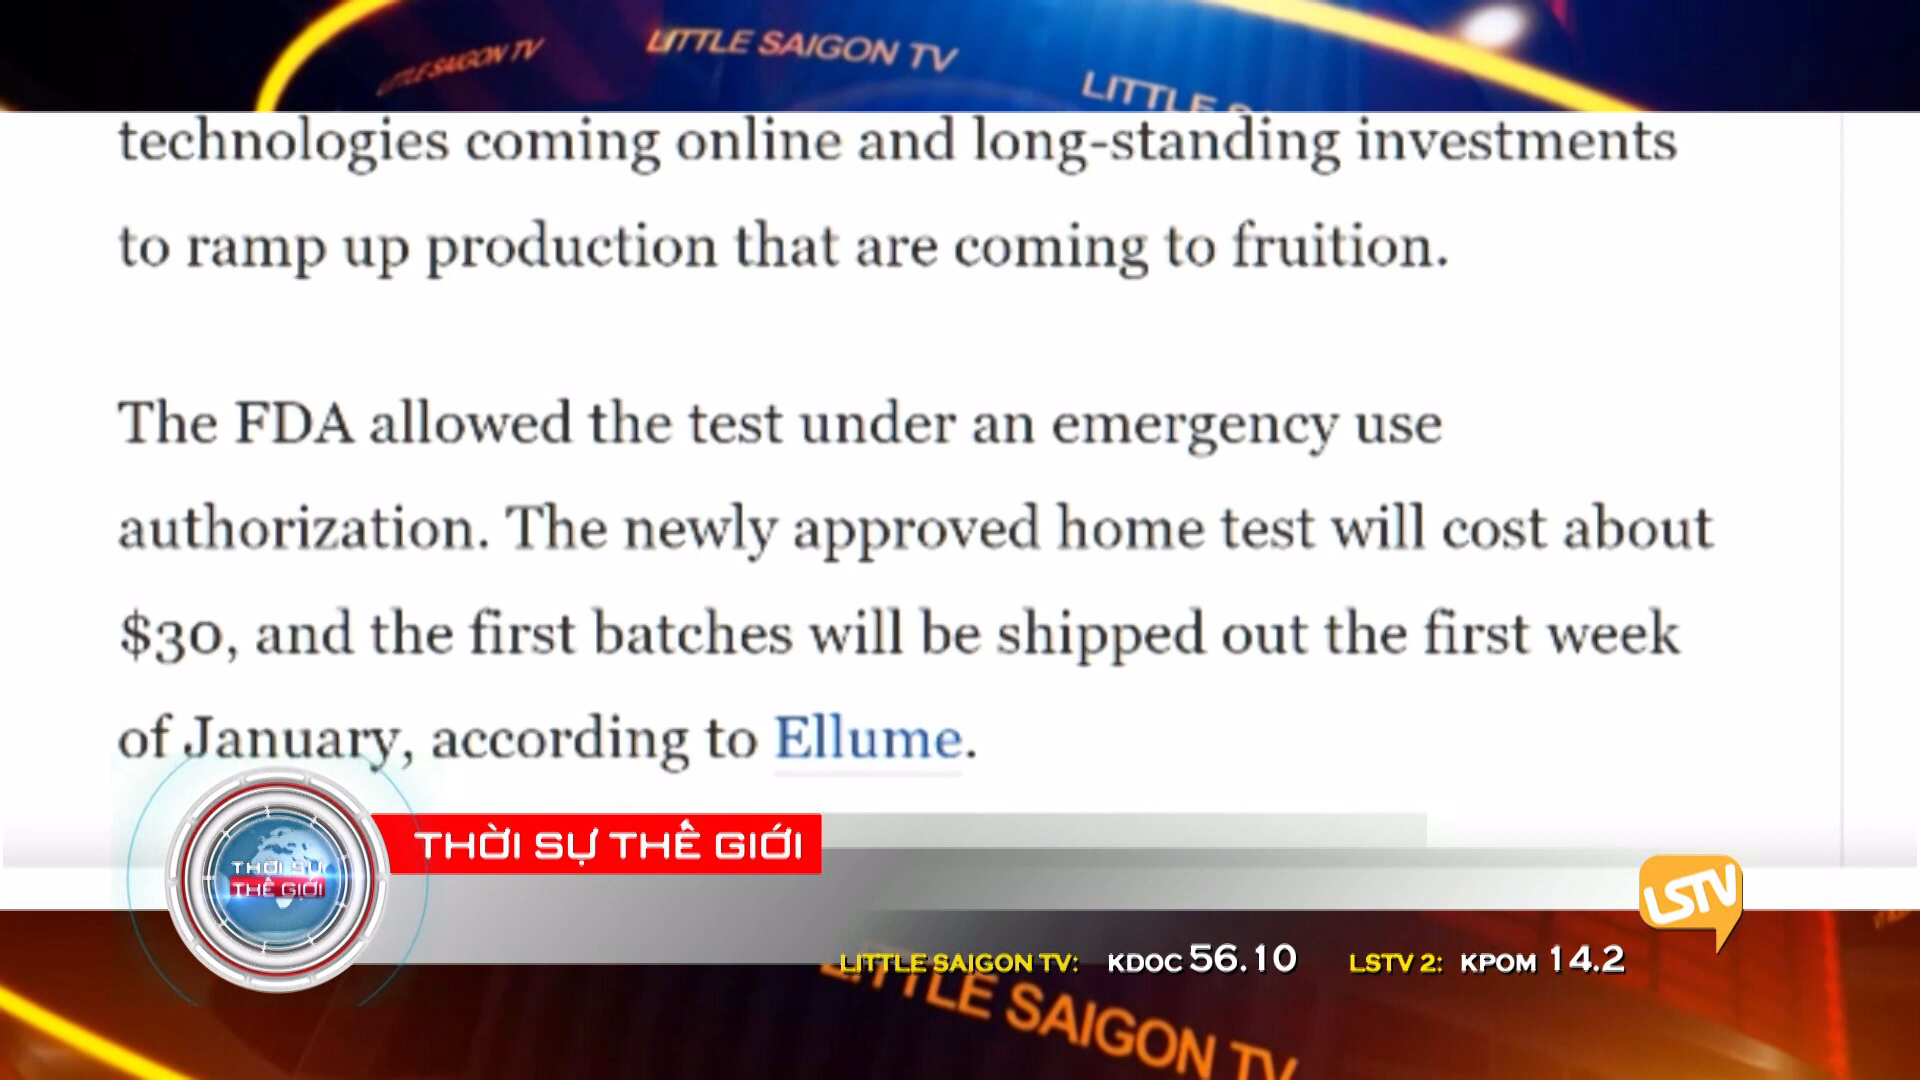 LITTLE SAIGON TV
LITTLE SAIGON TV
LITTLE S
technologies coming online and long-standing investments
to ramp up production that are coming to fruition.
The FDA allowed the test under an emergency use
authorization. The newly approved home test will cost about
$30, and the first batches will be shipped out the first week
of January, according to Ellume.
THỜI SỰ THẾ GIỚI
THỜI SỰ
THẾ GIỚI
LSTV
LITTLE SAIGON TV: KDOC 56.10 LSTV 2: KPOM 14.2
LITTLE SAIGON TV